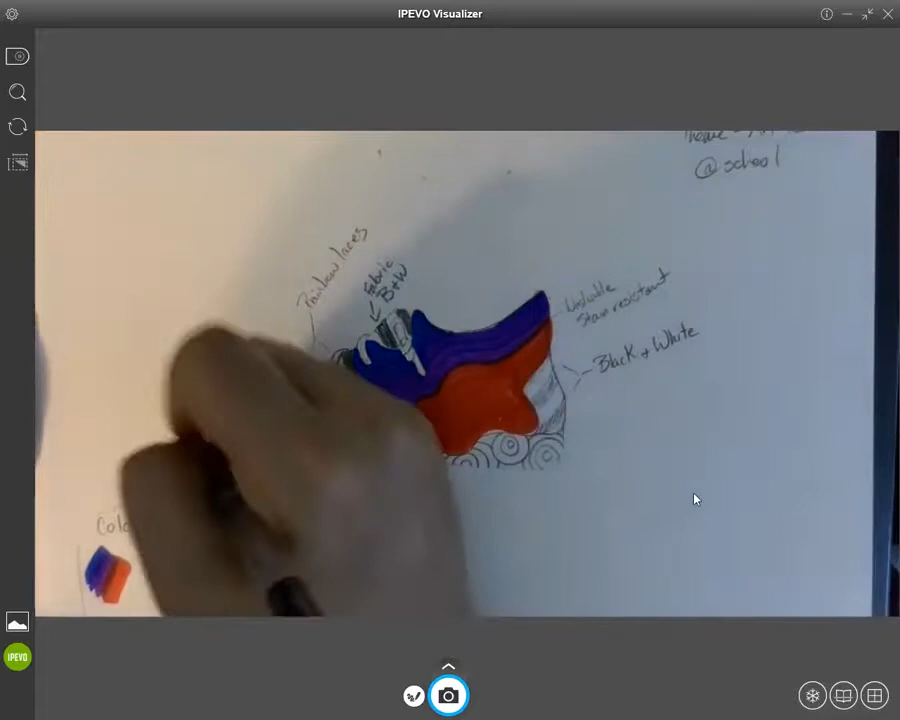 IPEVO Visualizer
@school
Rainbow laces
Fabric
B+W
Washable
Stain resistant
Black + White
IPEVO